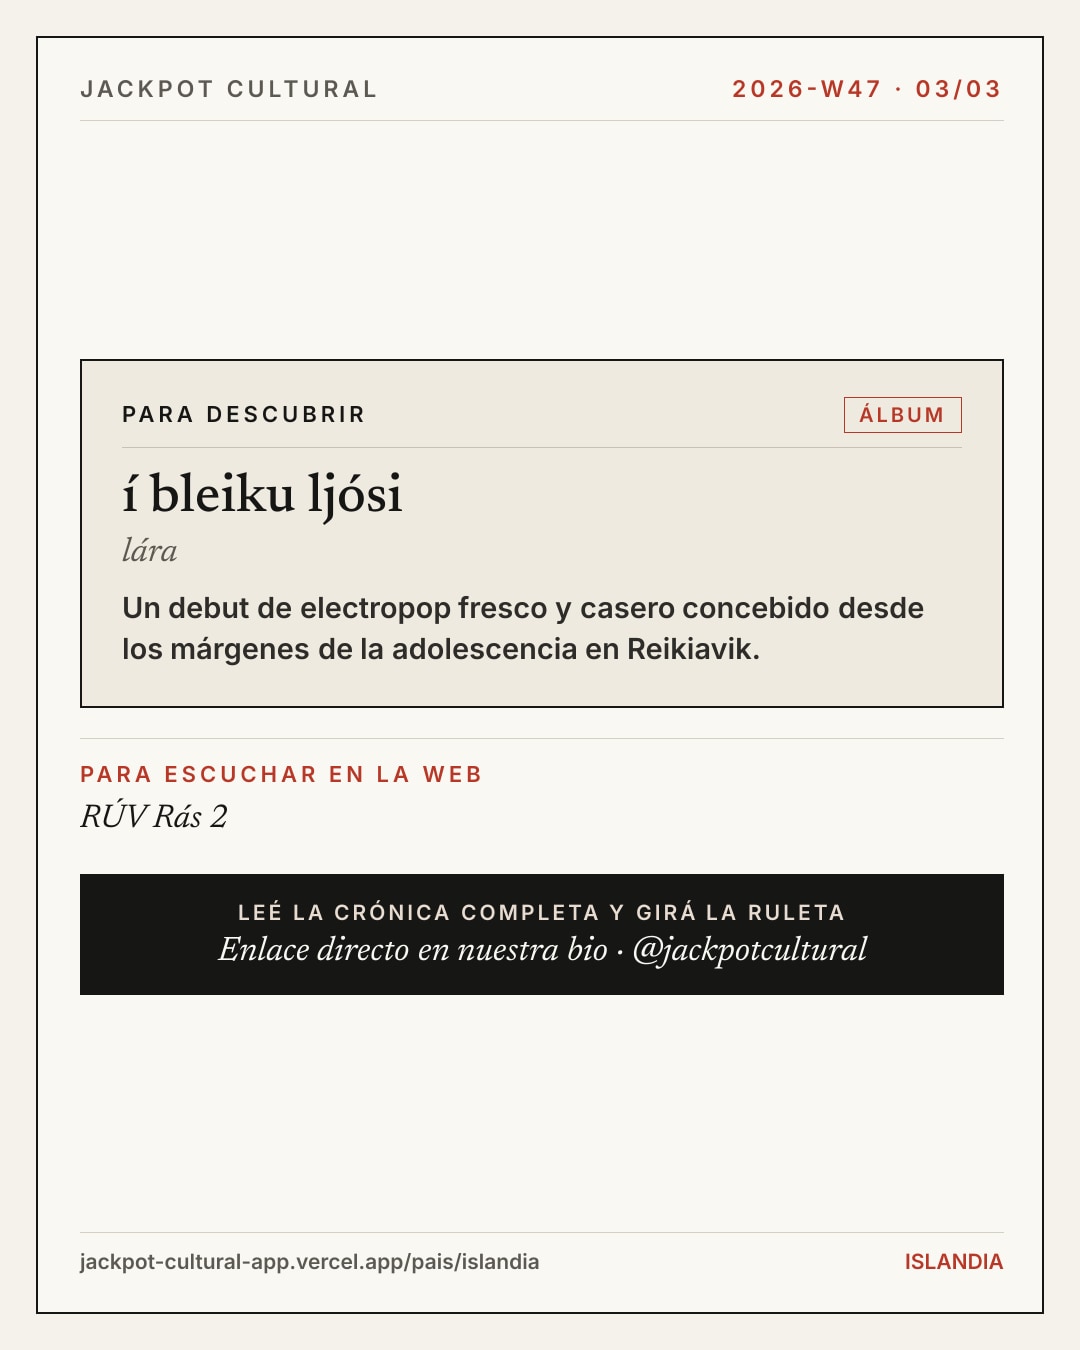 JACKPOT CULTURAL
2026-W47 · 03/03
PARA DESCUBRIR
ÁLBUM
í bleiku ljósi
lára
Un debut de electropop fresco y casero concebido desde
los márgenes de la adolescencia en Reikiavik.
PARA ESCUCHAR EN LA WEB
RÚV Rás 2
LEÉ LA CRÓNICA COMPLETA Y GIRÁ LA RULETA
Enlace directo en nuestra bio · @jackpotcultural
jackpot-cultural-app.vercel.app/pais/islandia
ISLANDIA